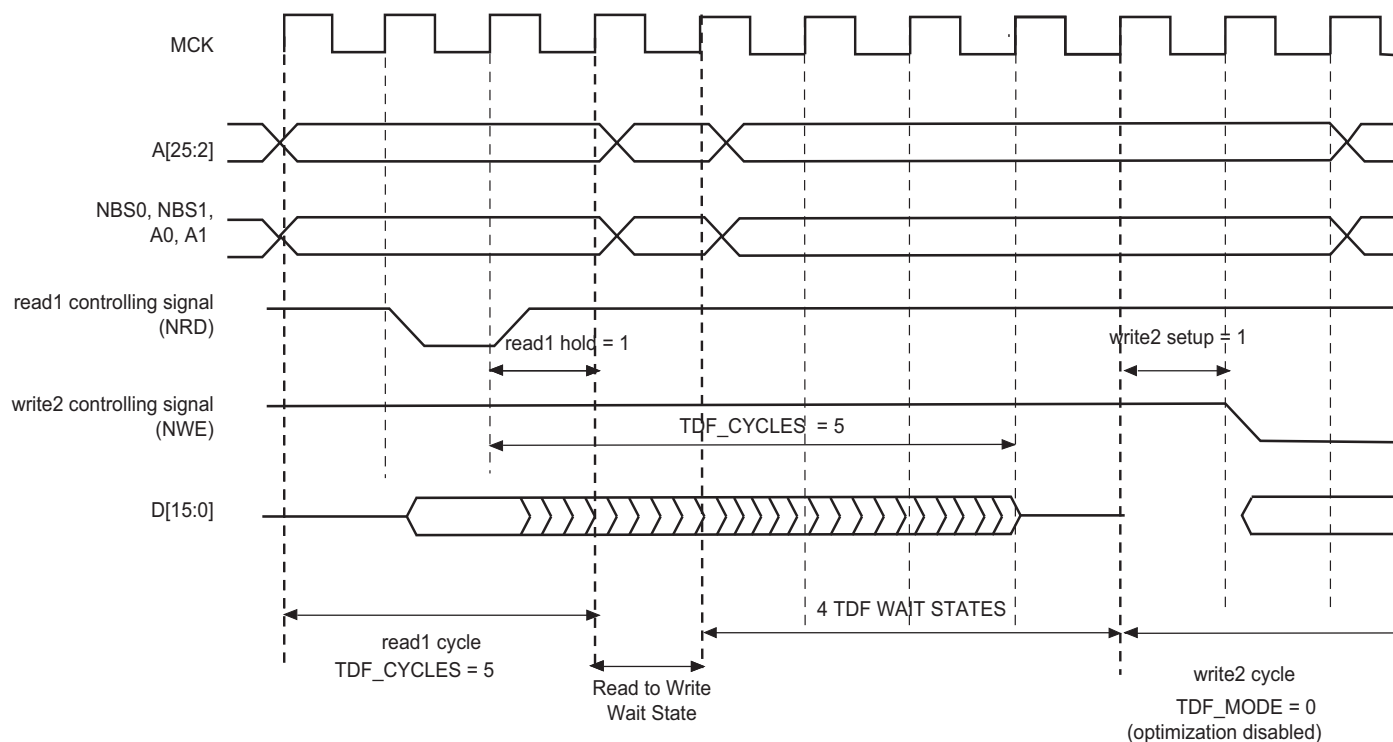 MCK
A[25:2]
NBS0, NBS1,
A0, A1
read1 controlling signal
(NRD)
read1 hold = 1
write2 setup = 1
write2 controlling signal
(NWE)
TDF_CYCLES = 5
D[15:0]
4 TDF WAIT STATES
read1 cycle
TDF_CYCLES = 5
Read to Write
Wait State
write2 cycle
TDF_MODE = 0
(optimization disabled)